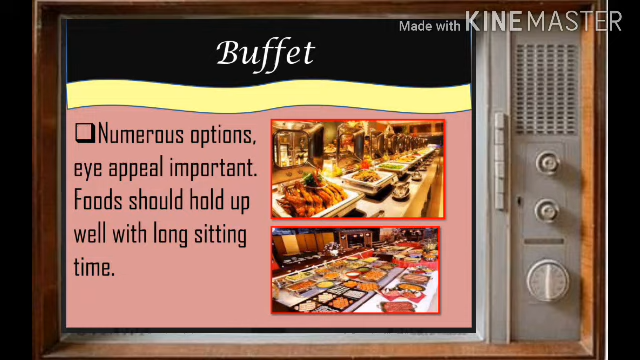 Made with KINEMASTER
Buffet
❑Numerous options,
eye appeal important.
Foods should hold up
well with long sitting
time.